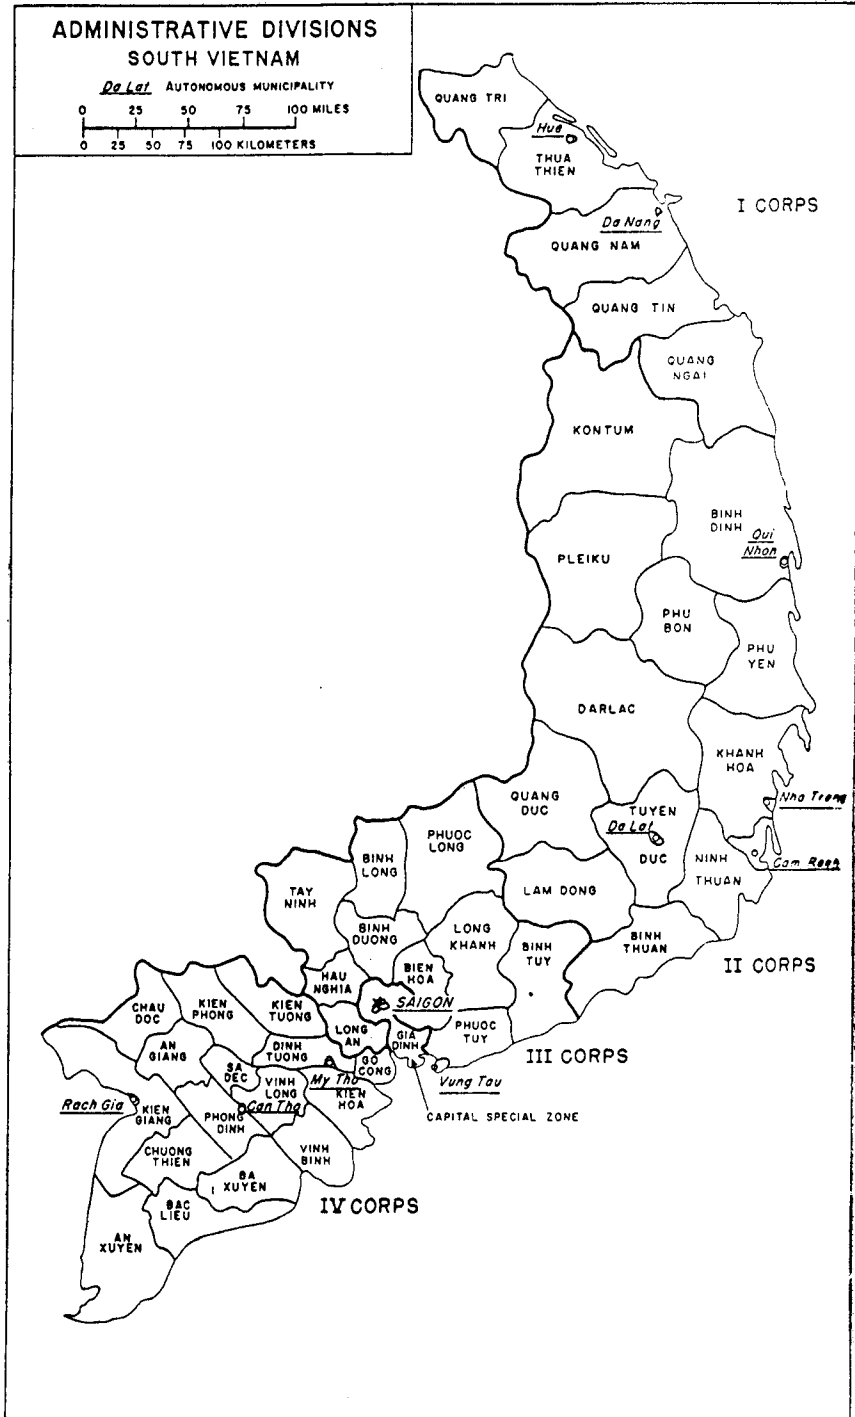 ADMINISTRATIVE DIVISIONS
SOUTH VIETNAM
Da Lat AUTONOMOUS MUNICIPALITY
0 25 50 75 100 MILES
0 25 50 75 100 KILOMETERS
QUANG TRI
Hue
THUA
THIEN
I CORPS
Da Nang
QUANG NAM
QUANG TIN
QUANG
NGAI
KONTUM
BINH
DINH
Qui
Nhon
PLEIKU
PHU
BON
PHU
YEN
DARLAC
KHANH
HOA
Nha Trang
QUANG
DUC
TUYEN
Da Lat
DUC
Cam Ranh
NINH
THUAN
PHUOC
LONG
BINH
LONG
TAY
NINH
LAM DONG
BINH
THUAN
II CORPS
LONG
KHANH
BINH
TUY
BINH
DUONG
BIEN
HOA
HAU
NGHIA
SAIGON
PHUOC
TUY
III CORPS
GIA
DINH
Vung Tau
CAPITAL SPECIAL ZONE
LONG
AN
GO
CONG
CHAU
DOC
KIEN
PHONG
KIEN
TUONG
AN
GIANG
DINH
TUONG
My Tho
SA
DEC
VINH
LONG
KIEN
HOA
Rach Gia
KIEN
GIANG
PHONG
DINH
Can Tho
CHUONG
THIEN
VINH
BINH
BA
XUYEN
IV CORPS
BAC
LIEU
AN
XUYEN